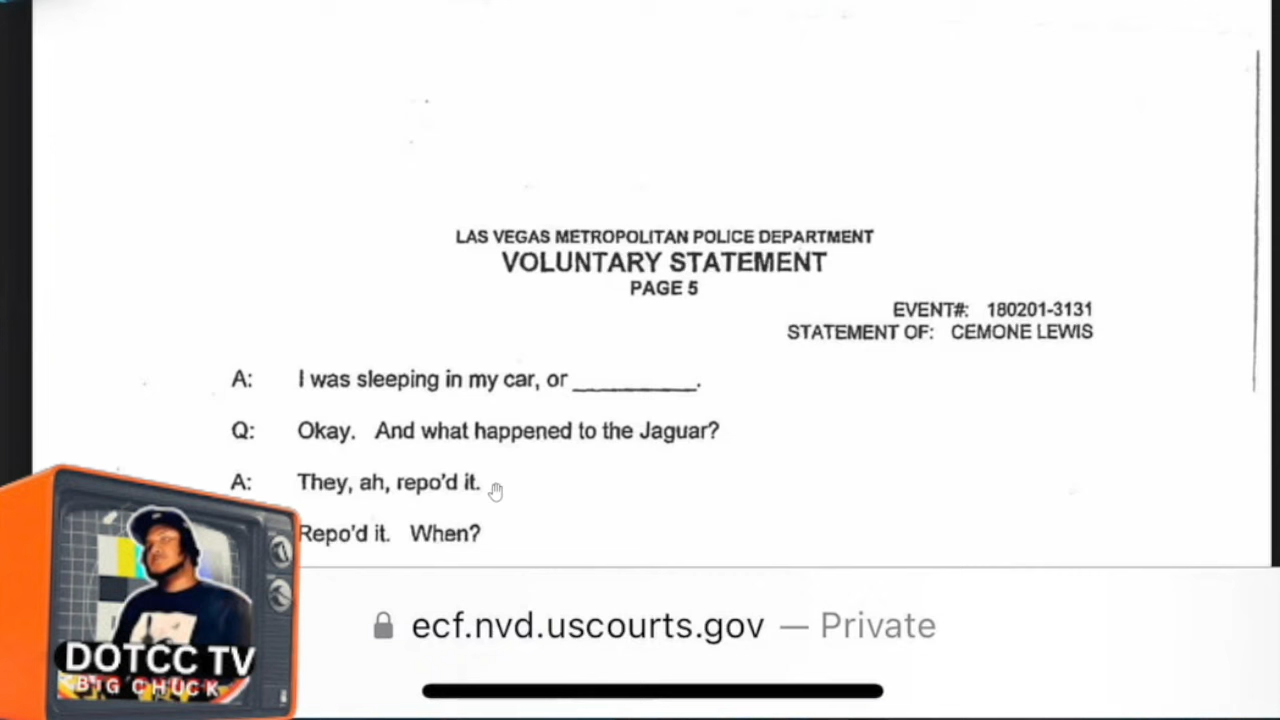 LAS VEGAS METROPOLITAN POLICE DEPARTMENT
VOLUNTARY STATEMENT
PAGE 5
EVENT#: 180201-3131
STATEMENT OF: CEMONE LEWIS
A: I was sleeping in my car, or __________.
Q: Okay. And what happened to the Jaguar?
A: They, ah, repo'd it.
Repo'd it. When?
ecf.nvd.uscourts.gov — Private
DOTCC TV
BIG CHUCK